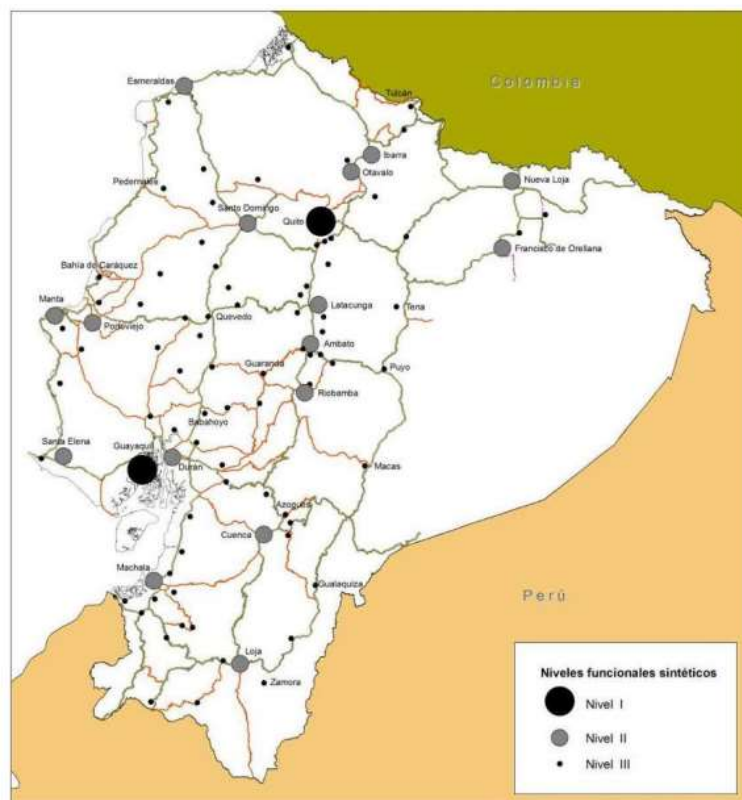 Colombia
Esmeraldas
Tulcán
Ibarra
Otavalo
Nueva Loja
Pedernales
Santo Domingo
Quito
Francisco de Orellana
Bahía de Caráquez
Manta
Portoviejo
Quevedo
Latacunga
Tena
Ambato
Guaranda
Puyo
Riobamba
Babahoyo
Santa Elena
Guayaquil
Durán
Macas
Azogues
Cuenca
Machala
Gualaquiza
Perú
Loja
Zamora
Niveles funcionales sintéticos
Nivel I
Nivel II
Nivel III